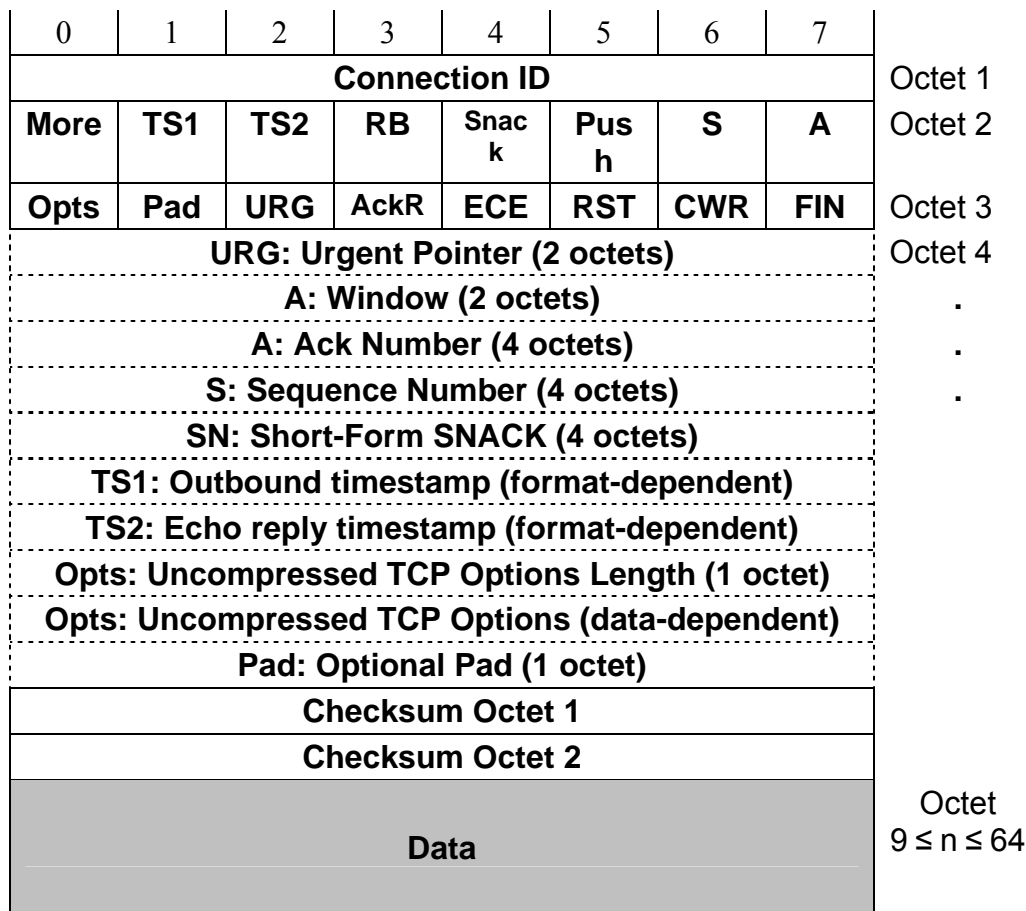 0 1 2 3 4 5 6 7
Connection ID Octet 1
More TS1 TS2 RB Snac k Pus h S A Octet 2
Opts Pad URG AckR ECE RST CWR FIN Octet 3
URG: Urgent Pointer (2 octets) Octet 4
A: Window (2 octets) .
A: Ack Number (4 octets) .
S: Sequence Number (4 octets) .
SN: Short-Form SNACK (4 octets)
TS1: Outbound timestamp (format-dependent)
TS2: Echo reply timestamp (format-dependent)
Opts: Uncompressed TCP Options Length (1 octet)
Opts: Uncompressed TCP Options (data-dependent)
Pad: Optional Pad (1 octet)
Checksum Octet 1
Checksum Octet 2
Data
Octet
9 ≤ n ≤ 64